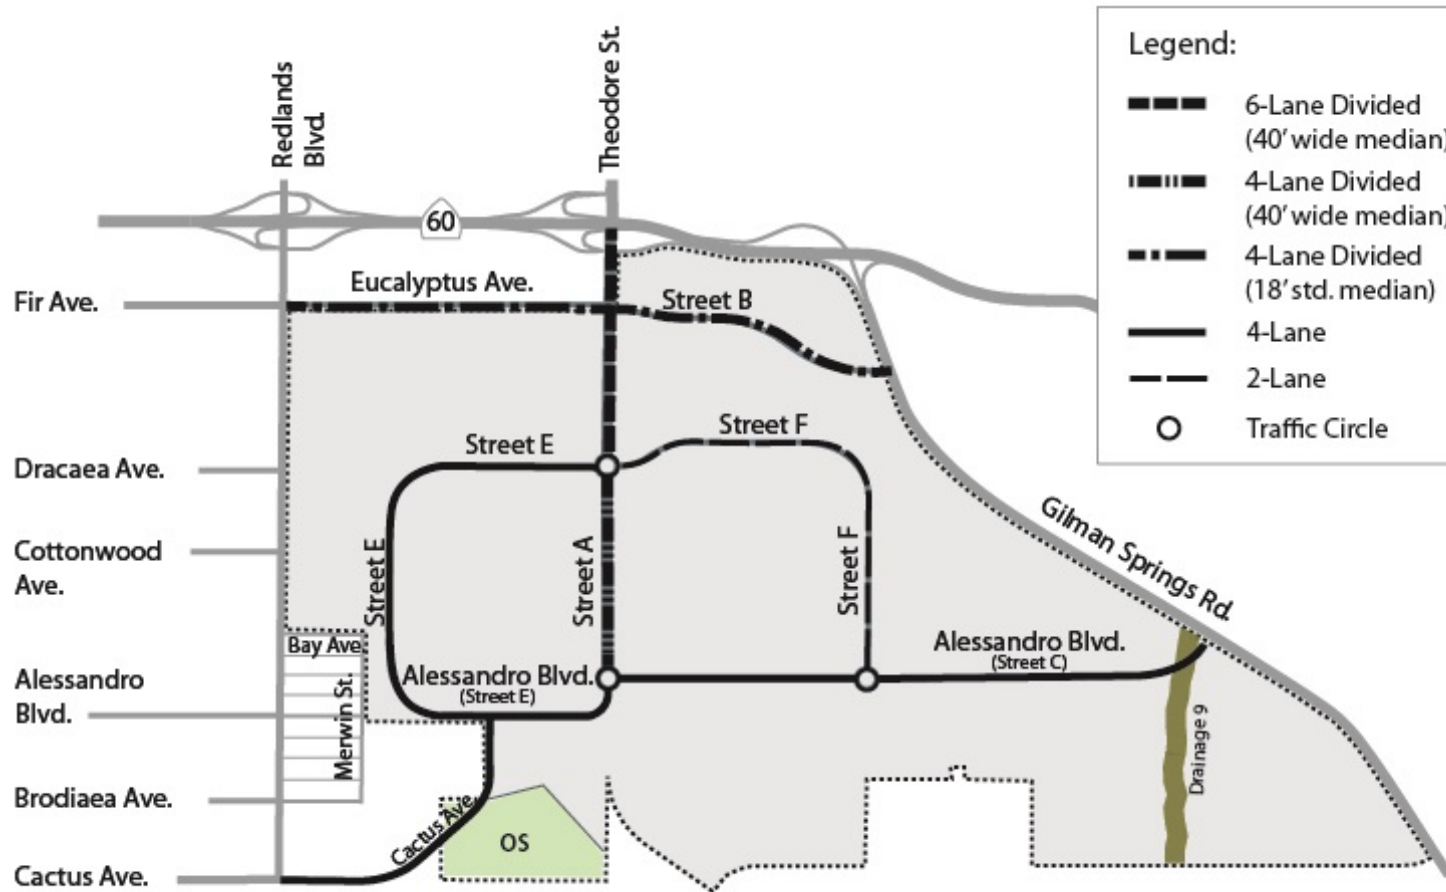 Redlands
Blvd.
Theodore St.
Legend:
6-Lane Divided
(40' wide median)
4-Lane Divided
(40' wide median)
4-Lane Divided
(18' std. median)
4-Lane
2-Lane
Traffic Circle
60
Eucalyptus Ave.
Fir Ave.
Street B
Street F
Street E
Dracaea Ave.
Cottonwood
Ave.
Street E
Street A
Street F
Gilman Springs Rd.
Bay Ave
Alessandro Blvd.
(Street C)
Alessandro
Blvd.
Alessandro Blvd.
(Street E)
Merwin St.
Drainage 9
Brodiaea Ave.
Cactus Ave.
OS
Cactus Ave.